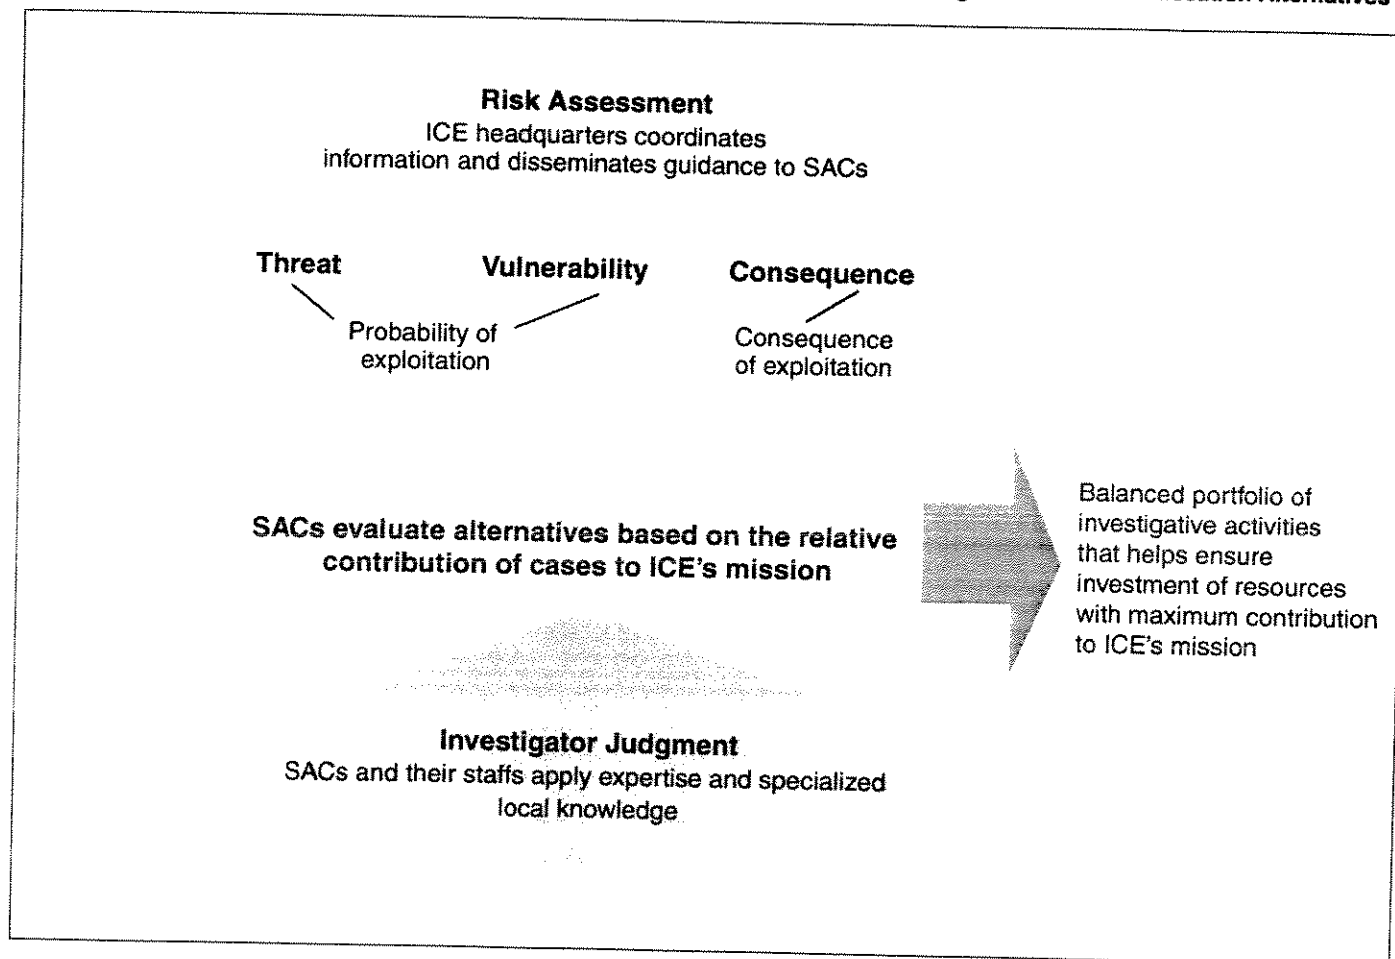 Alternatives
Risk Assessment
ICE headquarters coordinates
information and disseminates guidance to SACs
Threat
Vulnerability
Consequence
Probability of
exploitation
Consequence
of exploitation
SACs evaluate alternatives based on the relative
contribution of cases to ICE's mission
Balanced portfolio of
investigative activities
that helps ensure
investment of resources
with maximum contribution
to ICE's mission
Investigator Judgment
SACs and their staffs apply expertise and specialized
local knowledge